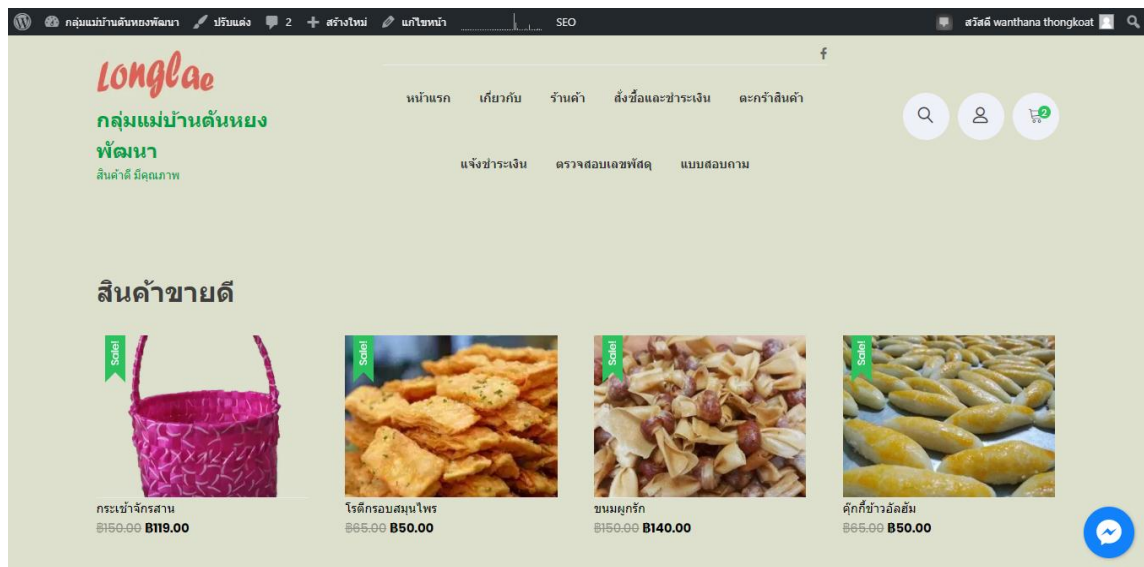 กลุ่มแม่บ้านตันหยงพัฒนา ปรับแต่ง 2 สร้างใหม่ แก้ไขหน้า SEO สวัสดี wanthana thongkoat
Longlae
กลุ่มแม่บ้านตันหยง
พัฒนา
สินค้าดี มีคุณภาพ
หน้าแรก เกี่ยวกับ ร้านค้า สั่งซื้อและชำระเงิน ตะกร้าสินค้า
แจ้งชำระเงิน ตรวจสอบเลขพัสดุ แบบสอบถาม
2
สินค้าขายดี
Sale! Sale! Sale! Sale!
กระเช้าจักรสาน โรตีกรอบสมุนไพร ขนมผูกรัก คุ๊กกี้ข้าวอัลฮัม
฿150.00 ฿119.00 ฿65.00 ฿50.00 ฿150.00 ฿140.00 ฿65.00 ฿50.00